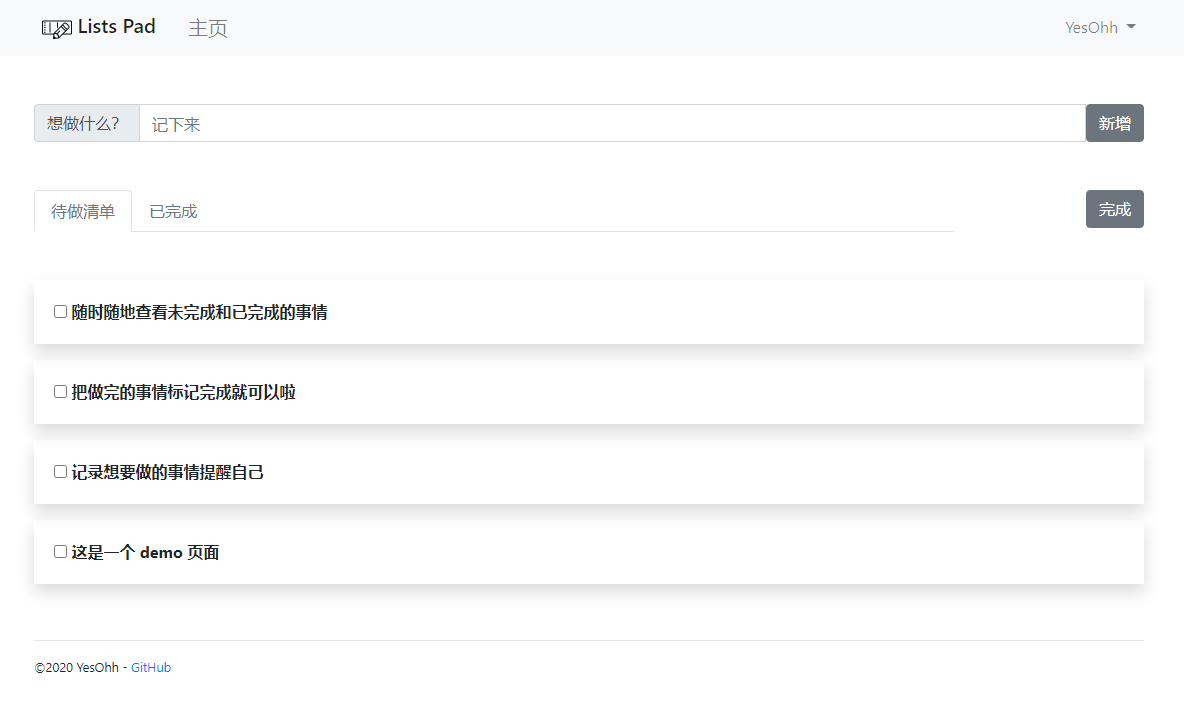 Lists Pad 主页 YesOhh
想做什么? 记下来 新增
待做清单 已完成 完成
随时随地查看未完成和已完成的事情
把做完的事情标记完成就可以啦
记录想要做的事情提醒自己
这是一个 demo 页面
©2020 YesOhh - GitHub